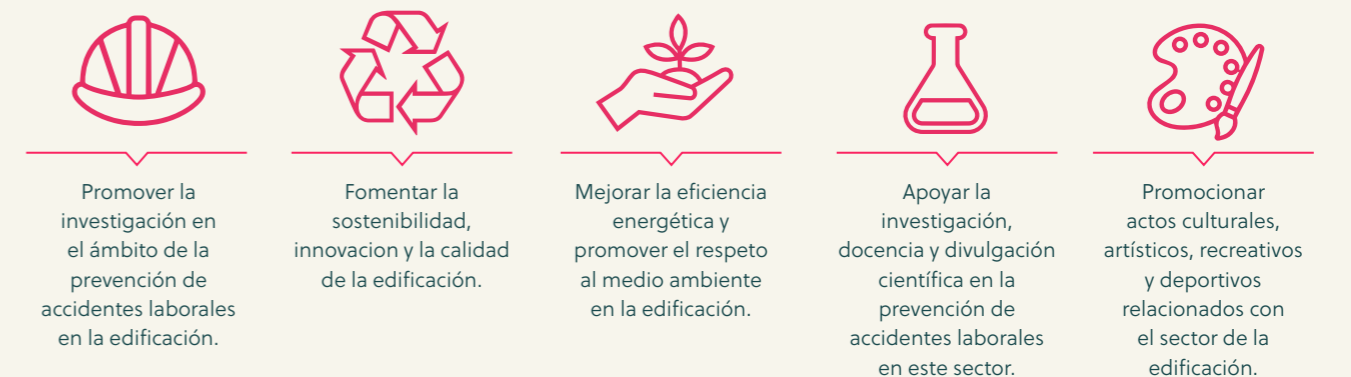 Promover la
investigación en
el ámbito de la
prevención de
accidentes laborales
en la edificación.
Fomentar la
sostenibilidad,
innovacion y la calidad
de la edificación.
Mejorar la eficiencia
energética y
promover el respeto
al medio ambiente
en la edificación.
Apoyar la
investigación,
docencia y divulgación
científica en la
prevención de
accidentes laborales
en este sector.
Promocionar
actos culturales,
artísticos, recreativos
y deportivos
relacionados con
el sector de la
edificación.